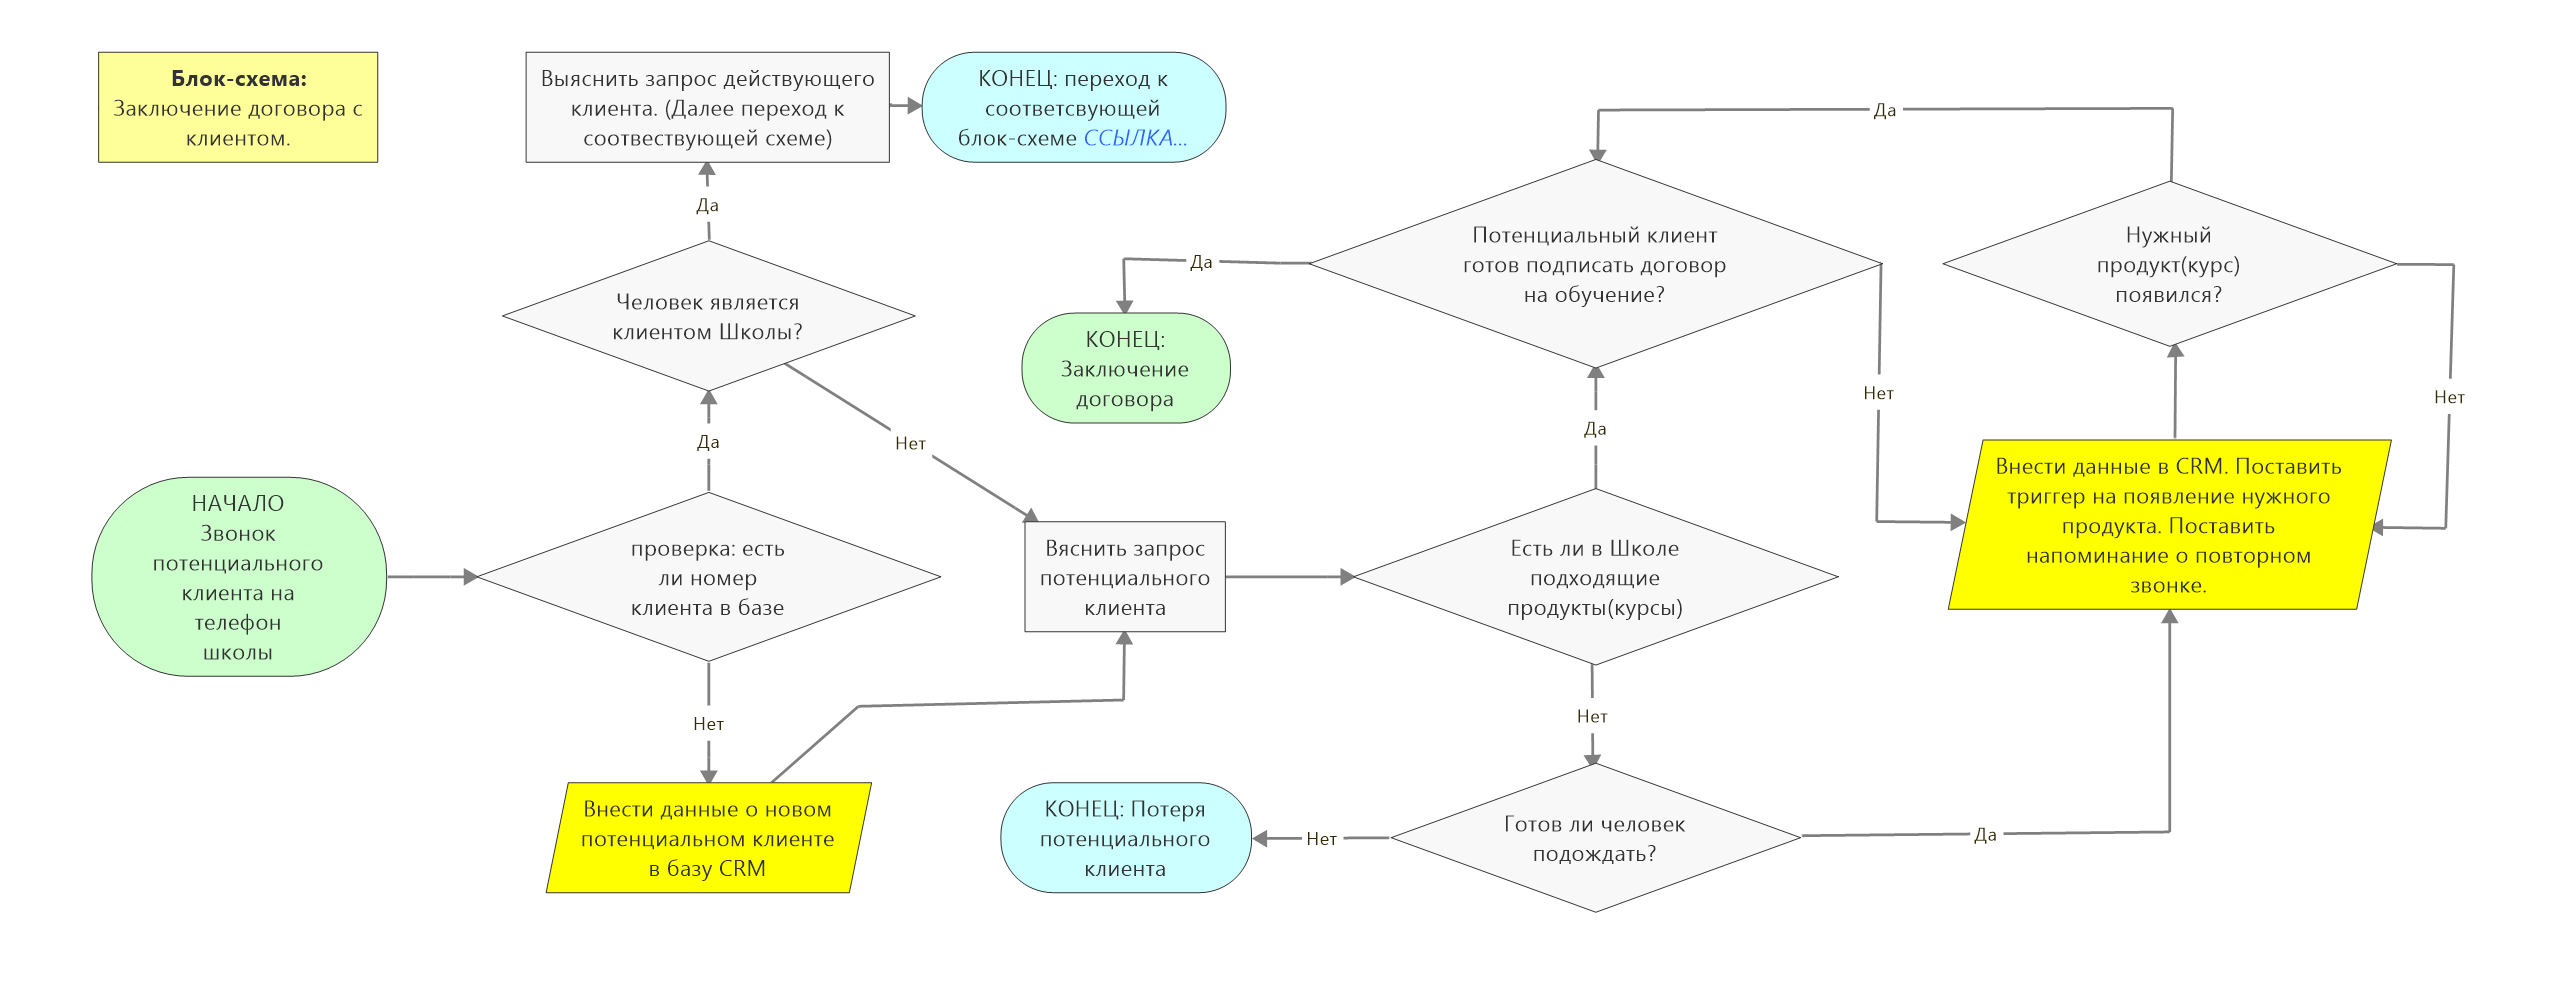 Блок-схема:
Заключение договора с
клиентом.
Выяснить запрос действующего
клиента. (Далее переход к
соотвествующей схеме)
КОНЕЦ: переход к
соответсвующей
блок-схеме ССЫЛКА...
Да
Человек является
клиентом Школы?
Да
Нет
НАЧАЛО
Звонок
потенциального
клиента на
телефон
школы
проверка: есть
ли номер
клиента в базе
Нет
Внести данные о новом
потенциальном клиенте
в базу CRM
Вяснить запрос
потенциального
клиента
Есть ли в Школе
подходящие
продукты(курсы)
Да
Потенциальный клиент
готов подписать договор
на обучение?
Да
КОНЕЦ:
Заключение
договора
Нет
Нет
Готов ли человек
подождать?
Нет
КОНЕЦ: Потеря
потенциального
клиента
Да
Внести данные в CRM. Поставить
триггер на появление нужного
продукта. Поставить
напоминание о повторном
звонке.
Нужный
продукт(курс)
появился?
Да
Нет